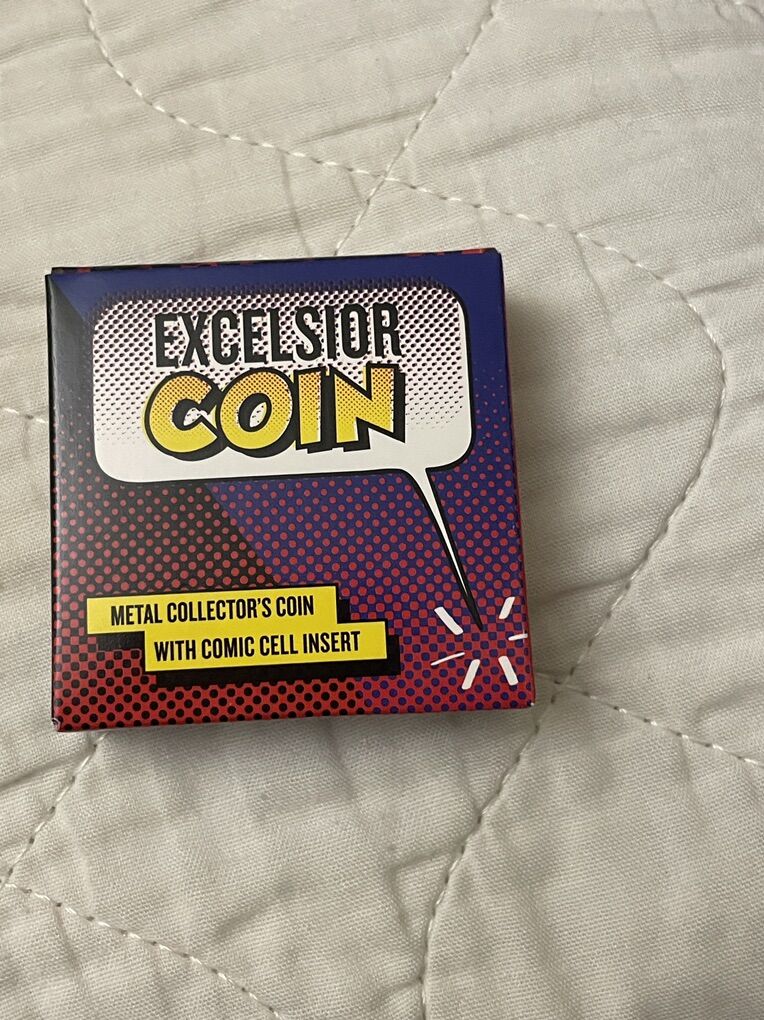 EXCELSIOR
COIN
METAL COLLECTOR'S COIN
WITH COMIC CELL INSERT